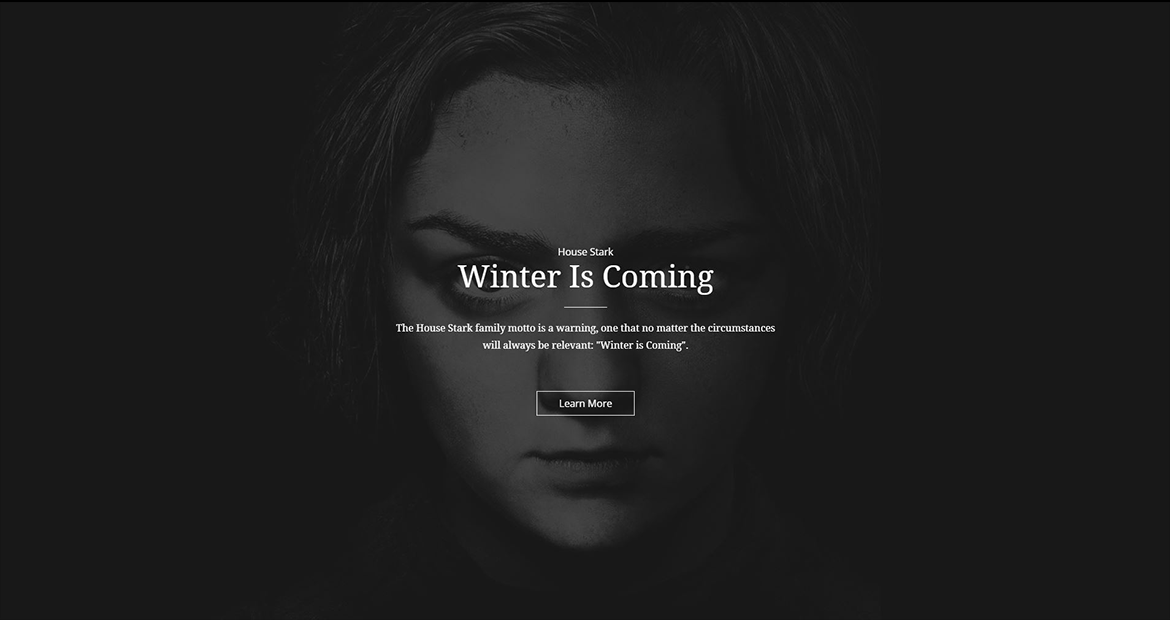 House Stark
Winter Is Coming
The House Stark family motto is a warning, one that no matter the circumstances
will always be relevant: "Winter is Coming".
Learn More